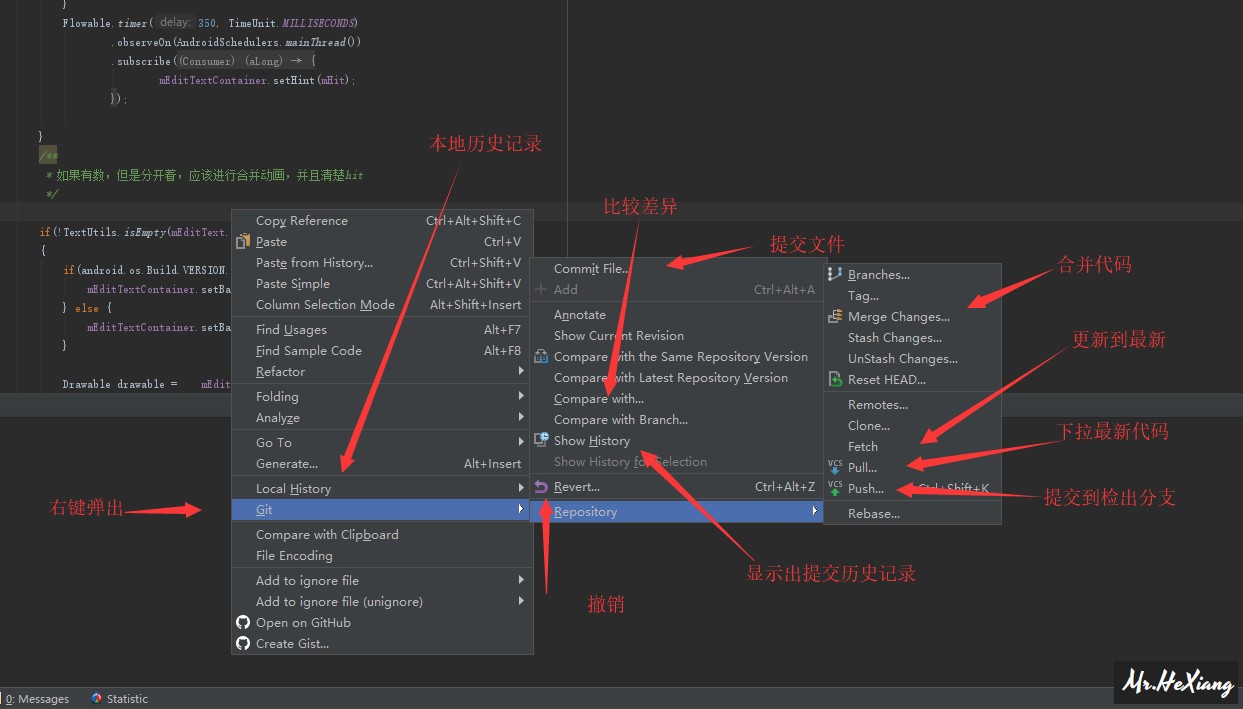 }
Flowable.timer( delay: 350, TimeUnit.MILLISECONDS)
.observeOn(AndroidSchedulers.mainThread())
.subscribe((Consumer) (aLong) → {
mEditTextContainer.setHint(mHit);
});
}
/**
* 如果有数，但是分开着，应该进行合并动画，并且清楚hit
*/
if(!TextUtils.isEmpty(mEditText.
{
if(android.os.Build.VERSION.
mEditTextContainer.setBa
} else {
mEditTextContainer.setBa
}
Drawable drawable = mEdi
本地历史记录
比较差异
提交文件
合并代码
更新到最新
下拉最新代码
提交到检出分支
右键弹出
显示出提交历史记录
撤销
Copy Reference Ctrl+Alt+Shift+C
Paste Ctrl+V
Paste from History... Ctrl+Shift+V
Paste Simple Ctrl+Alt+Shift+V
Column Selection Mode Alt+Shift+Insert
Find Usages Alt+F7
Find Sample Code Alt+F8
Refactor
Folding
Analyze
Go To
Generate... Alt+Insert
Local History
Git
Compare with Clipboard
File Encoding
Add to ignore file
Add to ignore file (unignore)
Open on GitHub
Create Gist...
Commit File...
Add Ctrl+Alt+A
Annotate
Show Current Revision
Compare with the Same Repository Version
Compare with Latest Repository Version
Compare with...
Compare with Branch...
Show History
Show History for Selection
Revert... Ctrl+Alt+Z
Repository
Branches...
Tag...
Merge Changes...
Stash Changes...
UnStash Changes...
Reset HEAD...
Remotes...
Clone...
Fetch
VCS Pull...
VCS Push... Ctrl+Shift+K
Rebase...
0: Messages Statistic
Mr.HeXiang